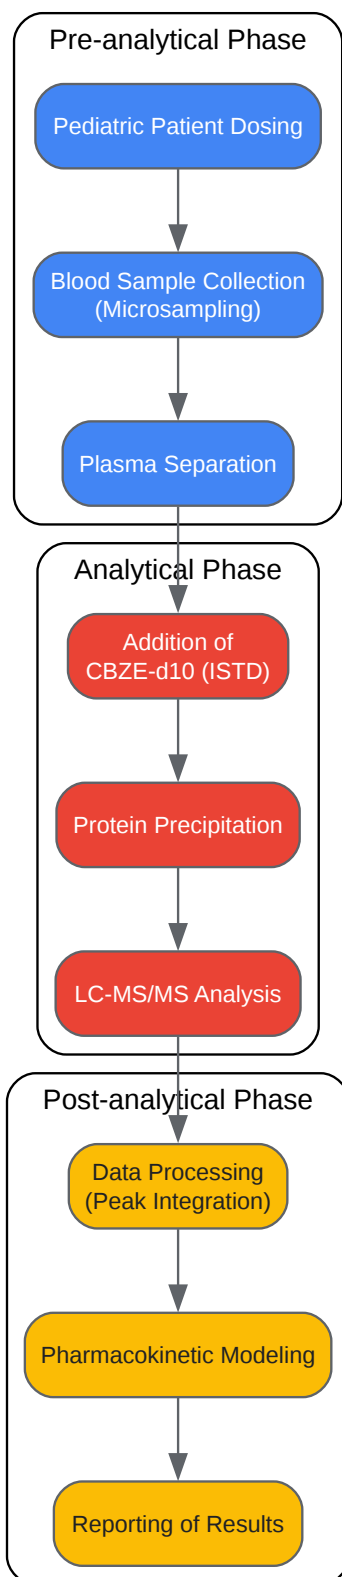 Pre-analytical Phase
Pediatric Patient Dosing
Blood Sample Collection
(Microsampling)
Plasma Separation
Analytical Phase
Addition of
CBZE-d10 (ISTD)
Protein Precipitation
LC-MS/MS Analysis
Post-analytical Phase
Data Processing
(Peak Integration)
Pharmacokinetic Modeling
Reporting of Results